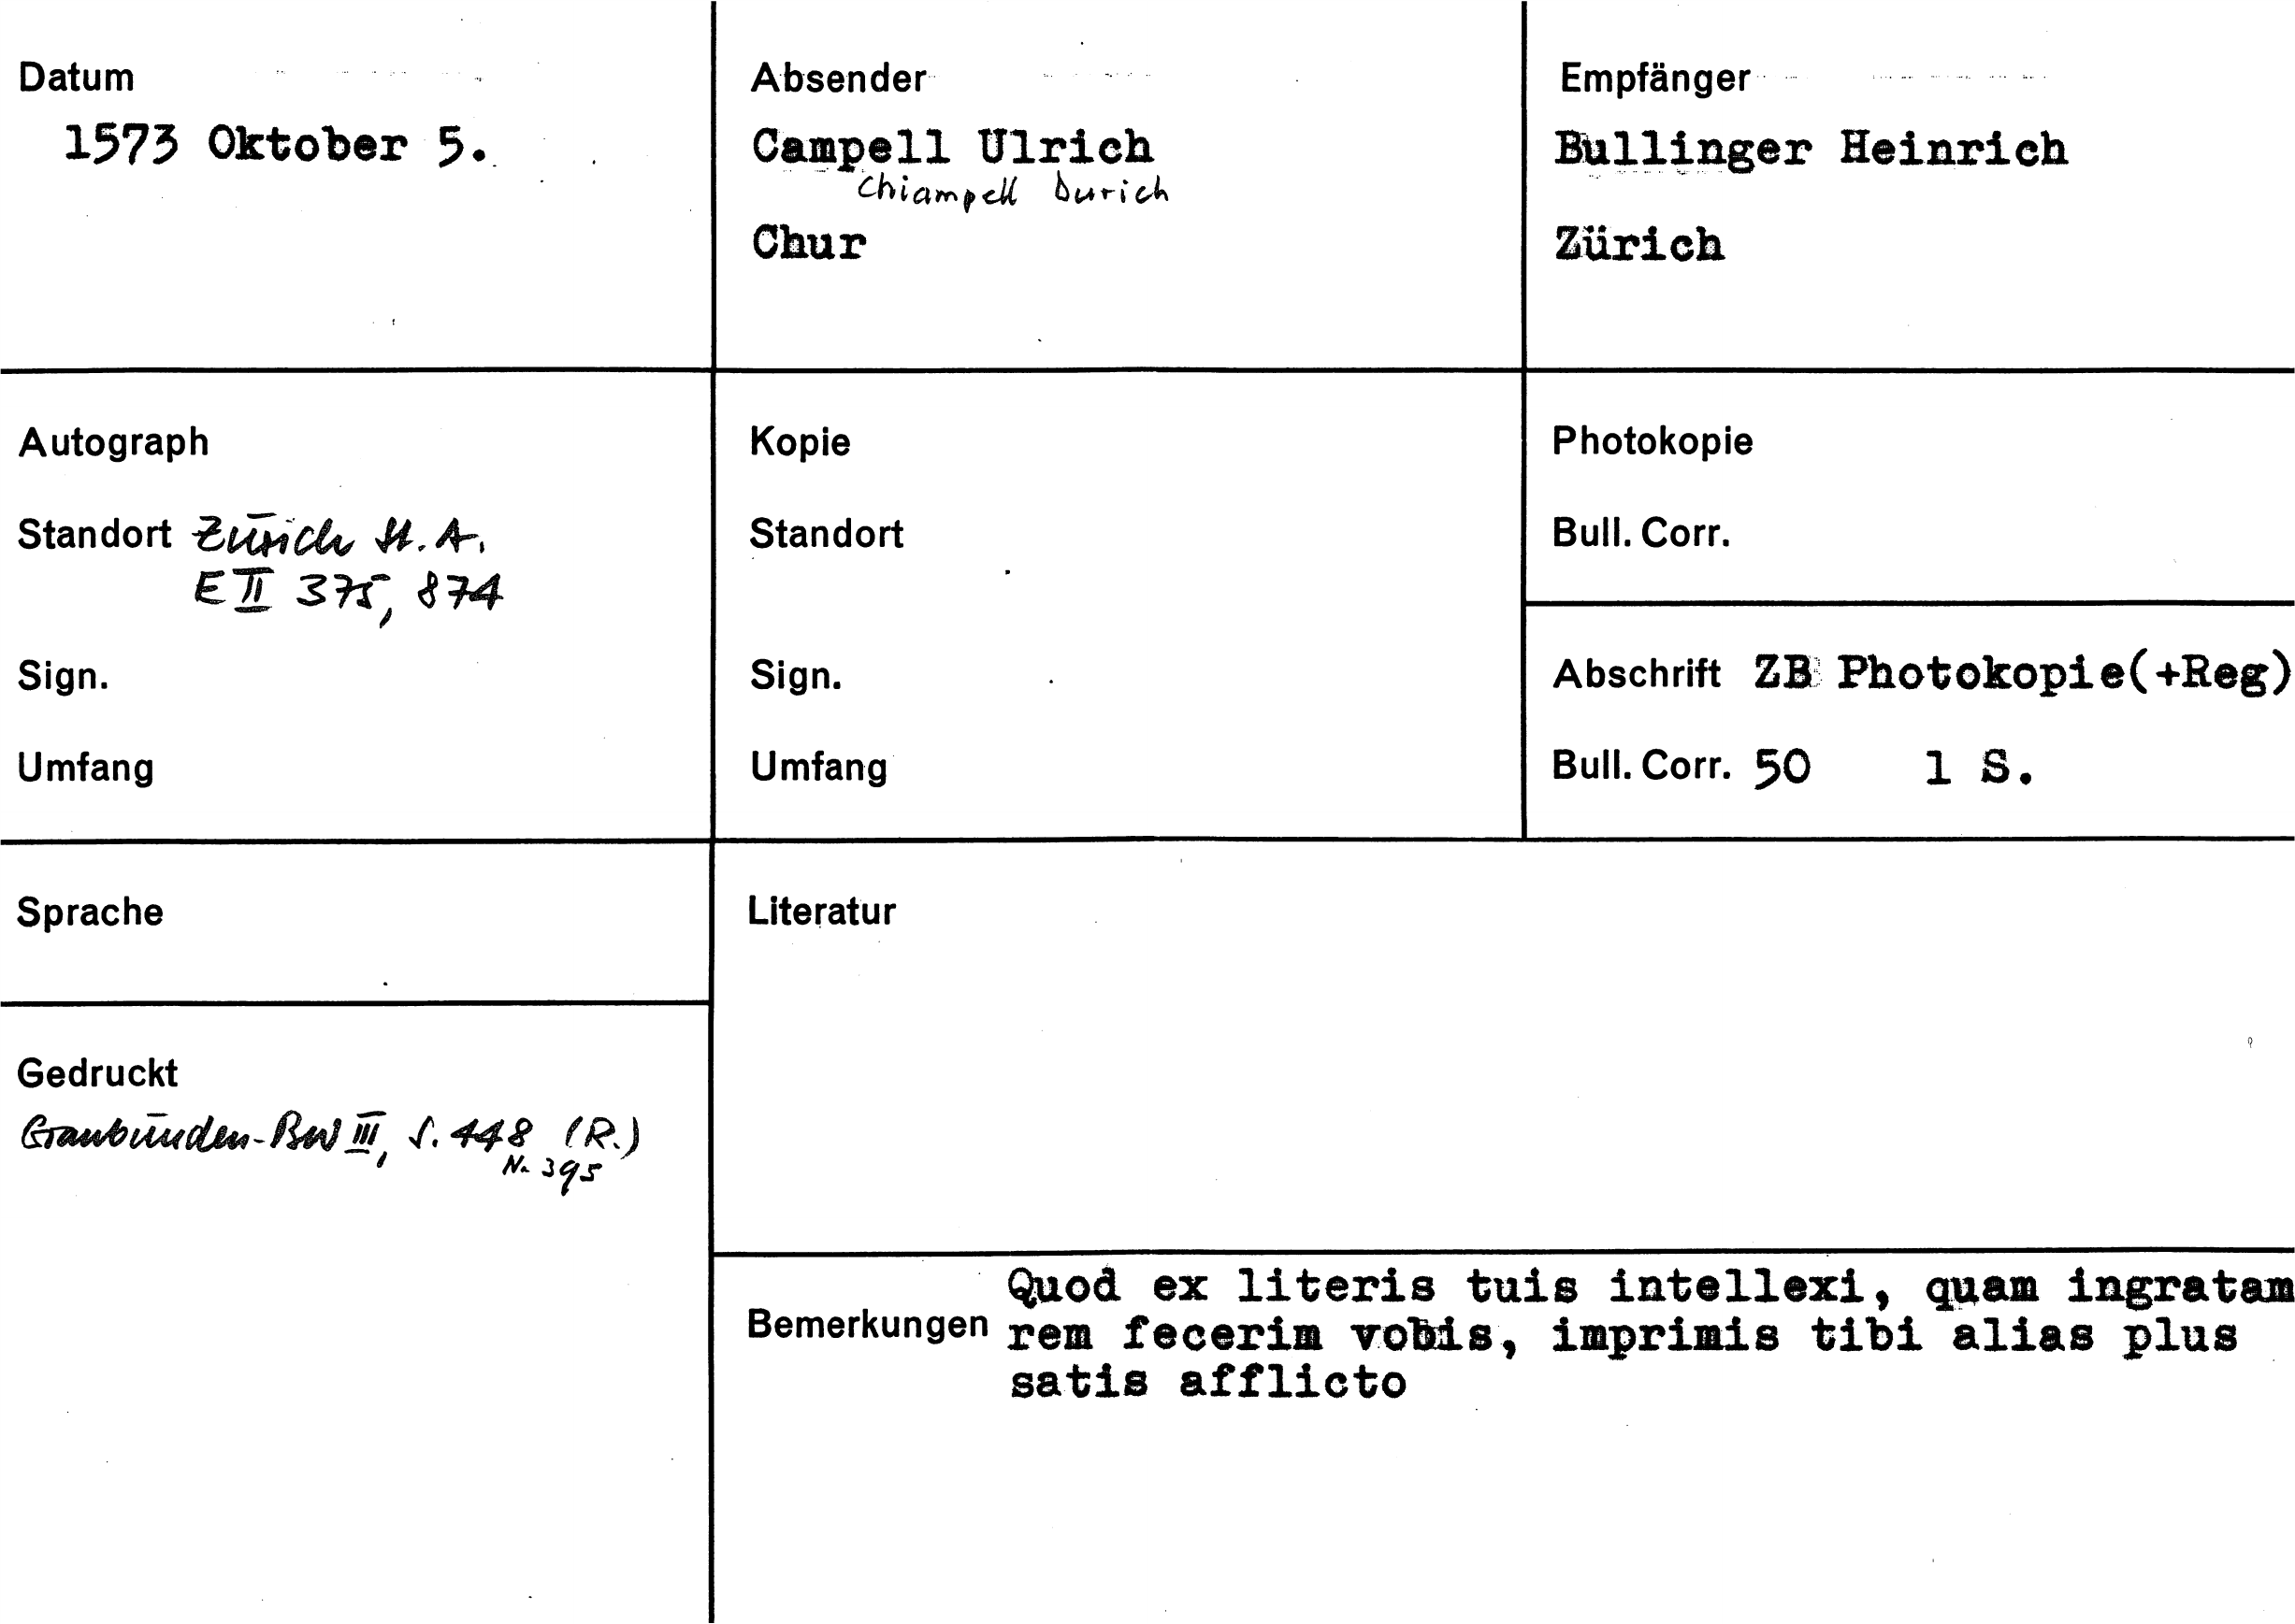 Datum
1573 Oktober 5.
Absender
Campell Ulrich
Chiampell Durich
Chur
Empfänger
Bullinger Heinrich
Zürich
Autograph
Standort Zürich St. A.
E II 375, 874
Sign.
Umfang
Kopie
Standort
Sign.
Umfang
Photokopie
Bull. Corr.
Abschrift ZB Photokopie(+Reg)
Bull. Corr. 50 1 S.
Sprache
Gedruckt
Graubünden-BW III, S. 448 (R.)
Nr. 395
Literatur
Bemerkungen
Quod ex literis tuis intellexi, quam ingratam
rem fecerim vobis, imprimis tibi alias plus
satis afflicto